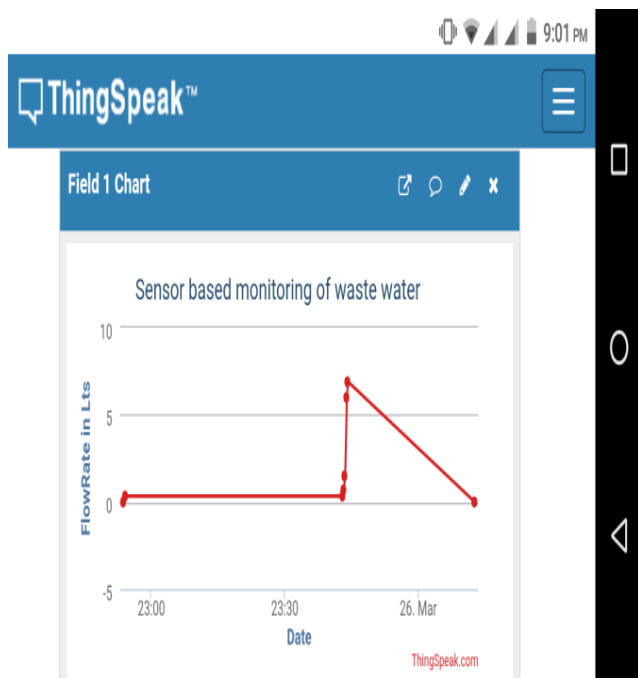 9:01 PM
ThingSpeak™
Field 1 Chart
Sensor based monitoring of waste water
FlowRate in Lts
10
5
0
-5
23:00 23:30 26. Mar
Date
ThingSpeak.com